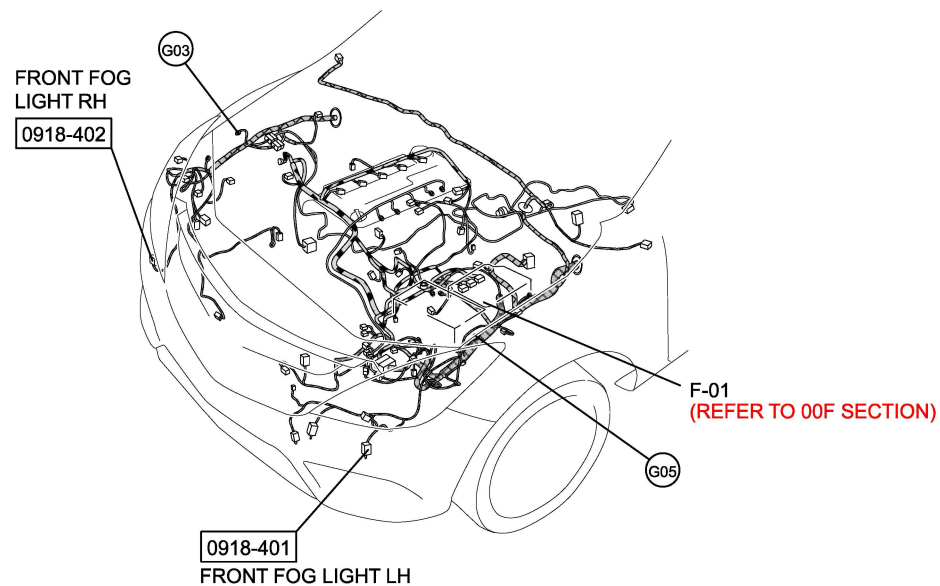 G03
FRONT FOG
LIGHT RH
0918-402
F-01
(REFER TO 00F SECTION)
G05
0918-401
FRONT FOG LIGHT LH